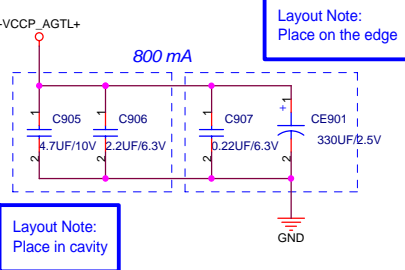 -VCCP_AGTL+
Layout Note:
Place on the edge
800 mA
1 1 1 + 1
C905 C906 C907 CE901
4.7UF/10V 2.2UF/6.3V 0.22UF/6.3V 330UF/2.5V
2 2 2 2
Layout Note:
Place in cavity
GND